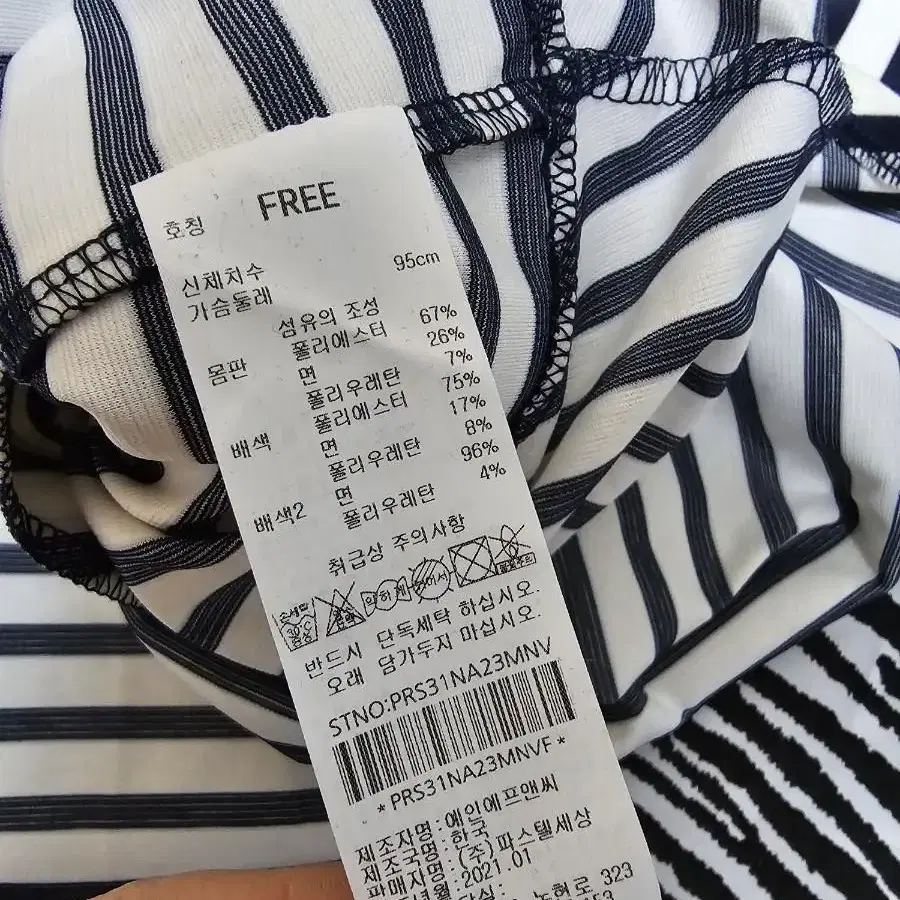 호칭 FREE
신체치수
가슴둘레 95cm
섬유의 조성
몸판 폴리에스터 67%
면 26%
폴리우레탄 7%
배색 폴리에스터 75%
면 17%
폴리우레탄 8%
배색2 면 96%
폴리우레탄 4%
취급상 주의사항
반드시 단독세탁 하십시오.
오래 담가두지 마십시오.
STNO:PRS31NA23MNV
*PRS31NA23MNVF*
제조자명:에인에프앤씨
제조국명:한국
판매자명:(주)파스텔세상
:2021.01
논현로 323